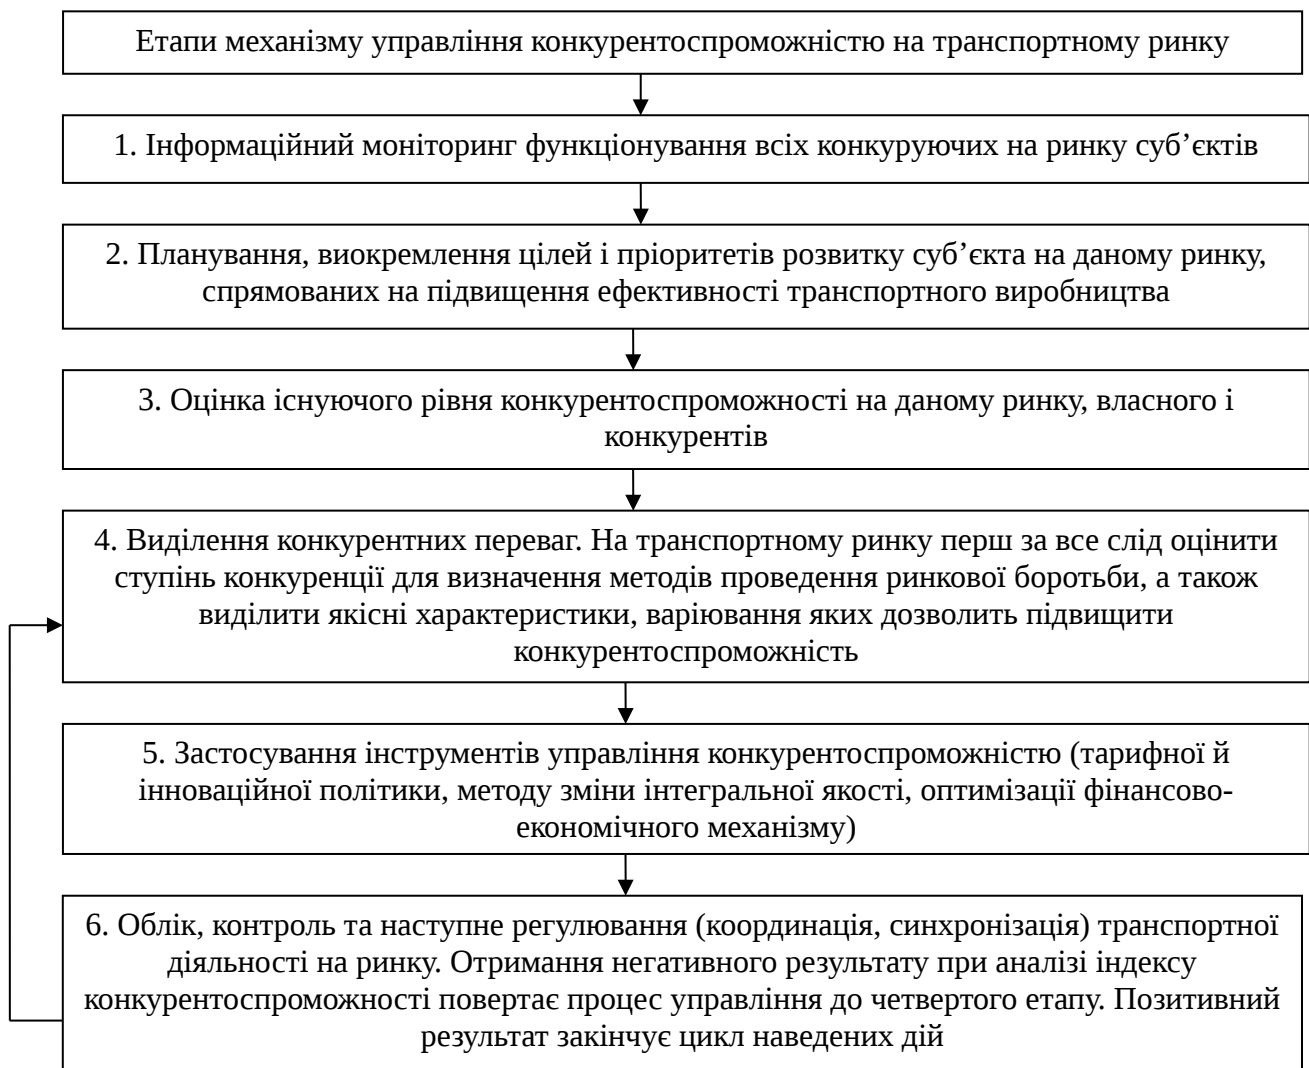 Етапи механізму управління конкурентоспроможністю на транспортному ринку
1. Інформаційний моніторинг функціонування всіх конкуруючих на ринку суб’єктів
2. Планування, виокремлення цілей і пріоритетів розвитку суб’єкта на даному ринку,
спрямованих на підвищення ефективності транспортного виробництва
3. Оцінка існуючого рівня конкурентоспроможності на даному ринку, власного і
конкурентів
4. Виділення конкурентних переваг. На транспортному ринку перш за все слід оцінити
ступінь конкуренції для визначення методів проведення ринкової боротьби, а також
виділити якісні характеристики, варіювання яких дозволить підвищити
конкурентоспроможність
5. Застосування інструментів управління конкурентоспроможністю (тарифної й
інноваційної політики, методу зміни інтегральної якості, оптимізації фінансово-
економічного механізму)
6. Облік, контроль та наступне регулювання (координація, синхронізація) транспортної
діяльності на ринку. Отримання негативного результату при аналізі індексу
конкурентоспроможності повертає процес управління до четвертого етапу. Позитивний
результат закінчує цикл наведених дій